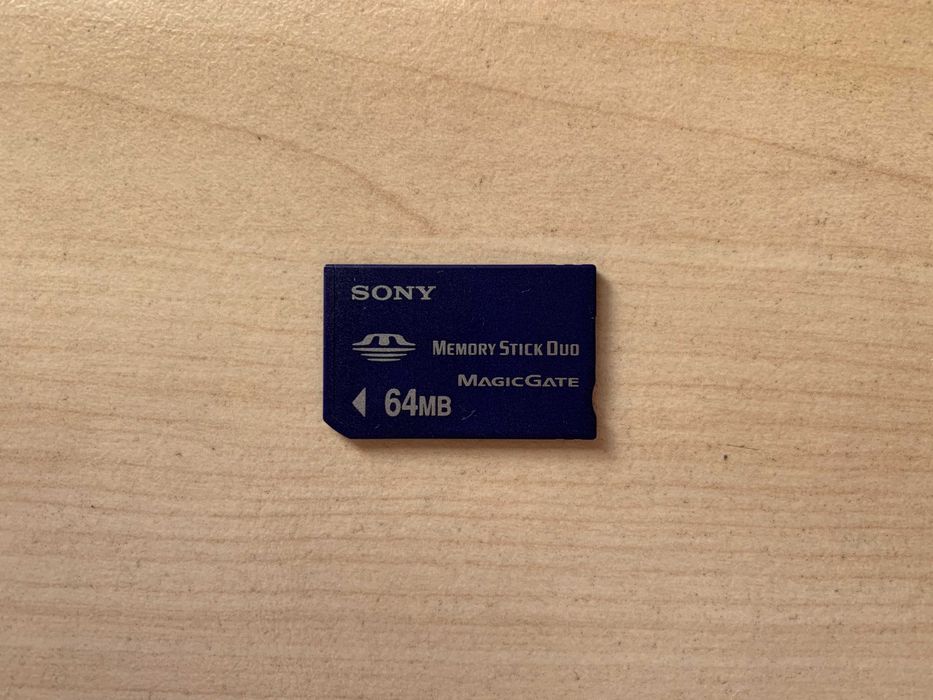 SONY
MEMORY STICK DUO
MAGICGATE
64MB